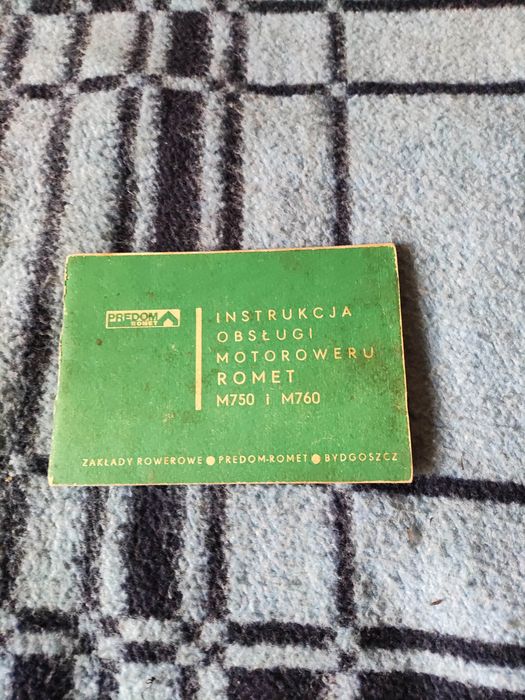 PREDOM
ROMET
INSTRUKCJA
OBSŁUGI
MOTOROWERU
ROMET
M750 i M760
ZAKŁADY ROWEROWE ● PREDOM-ROMET ● BYDGOSZCZ